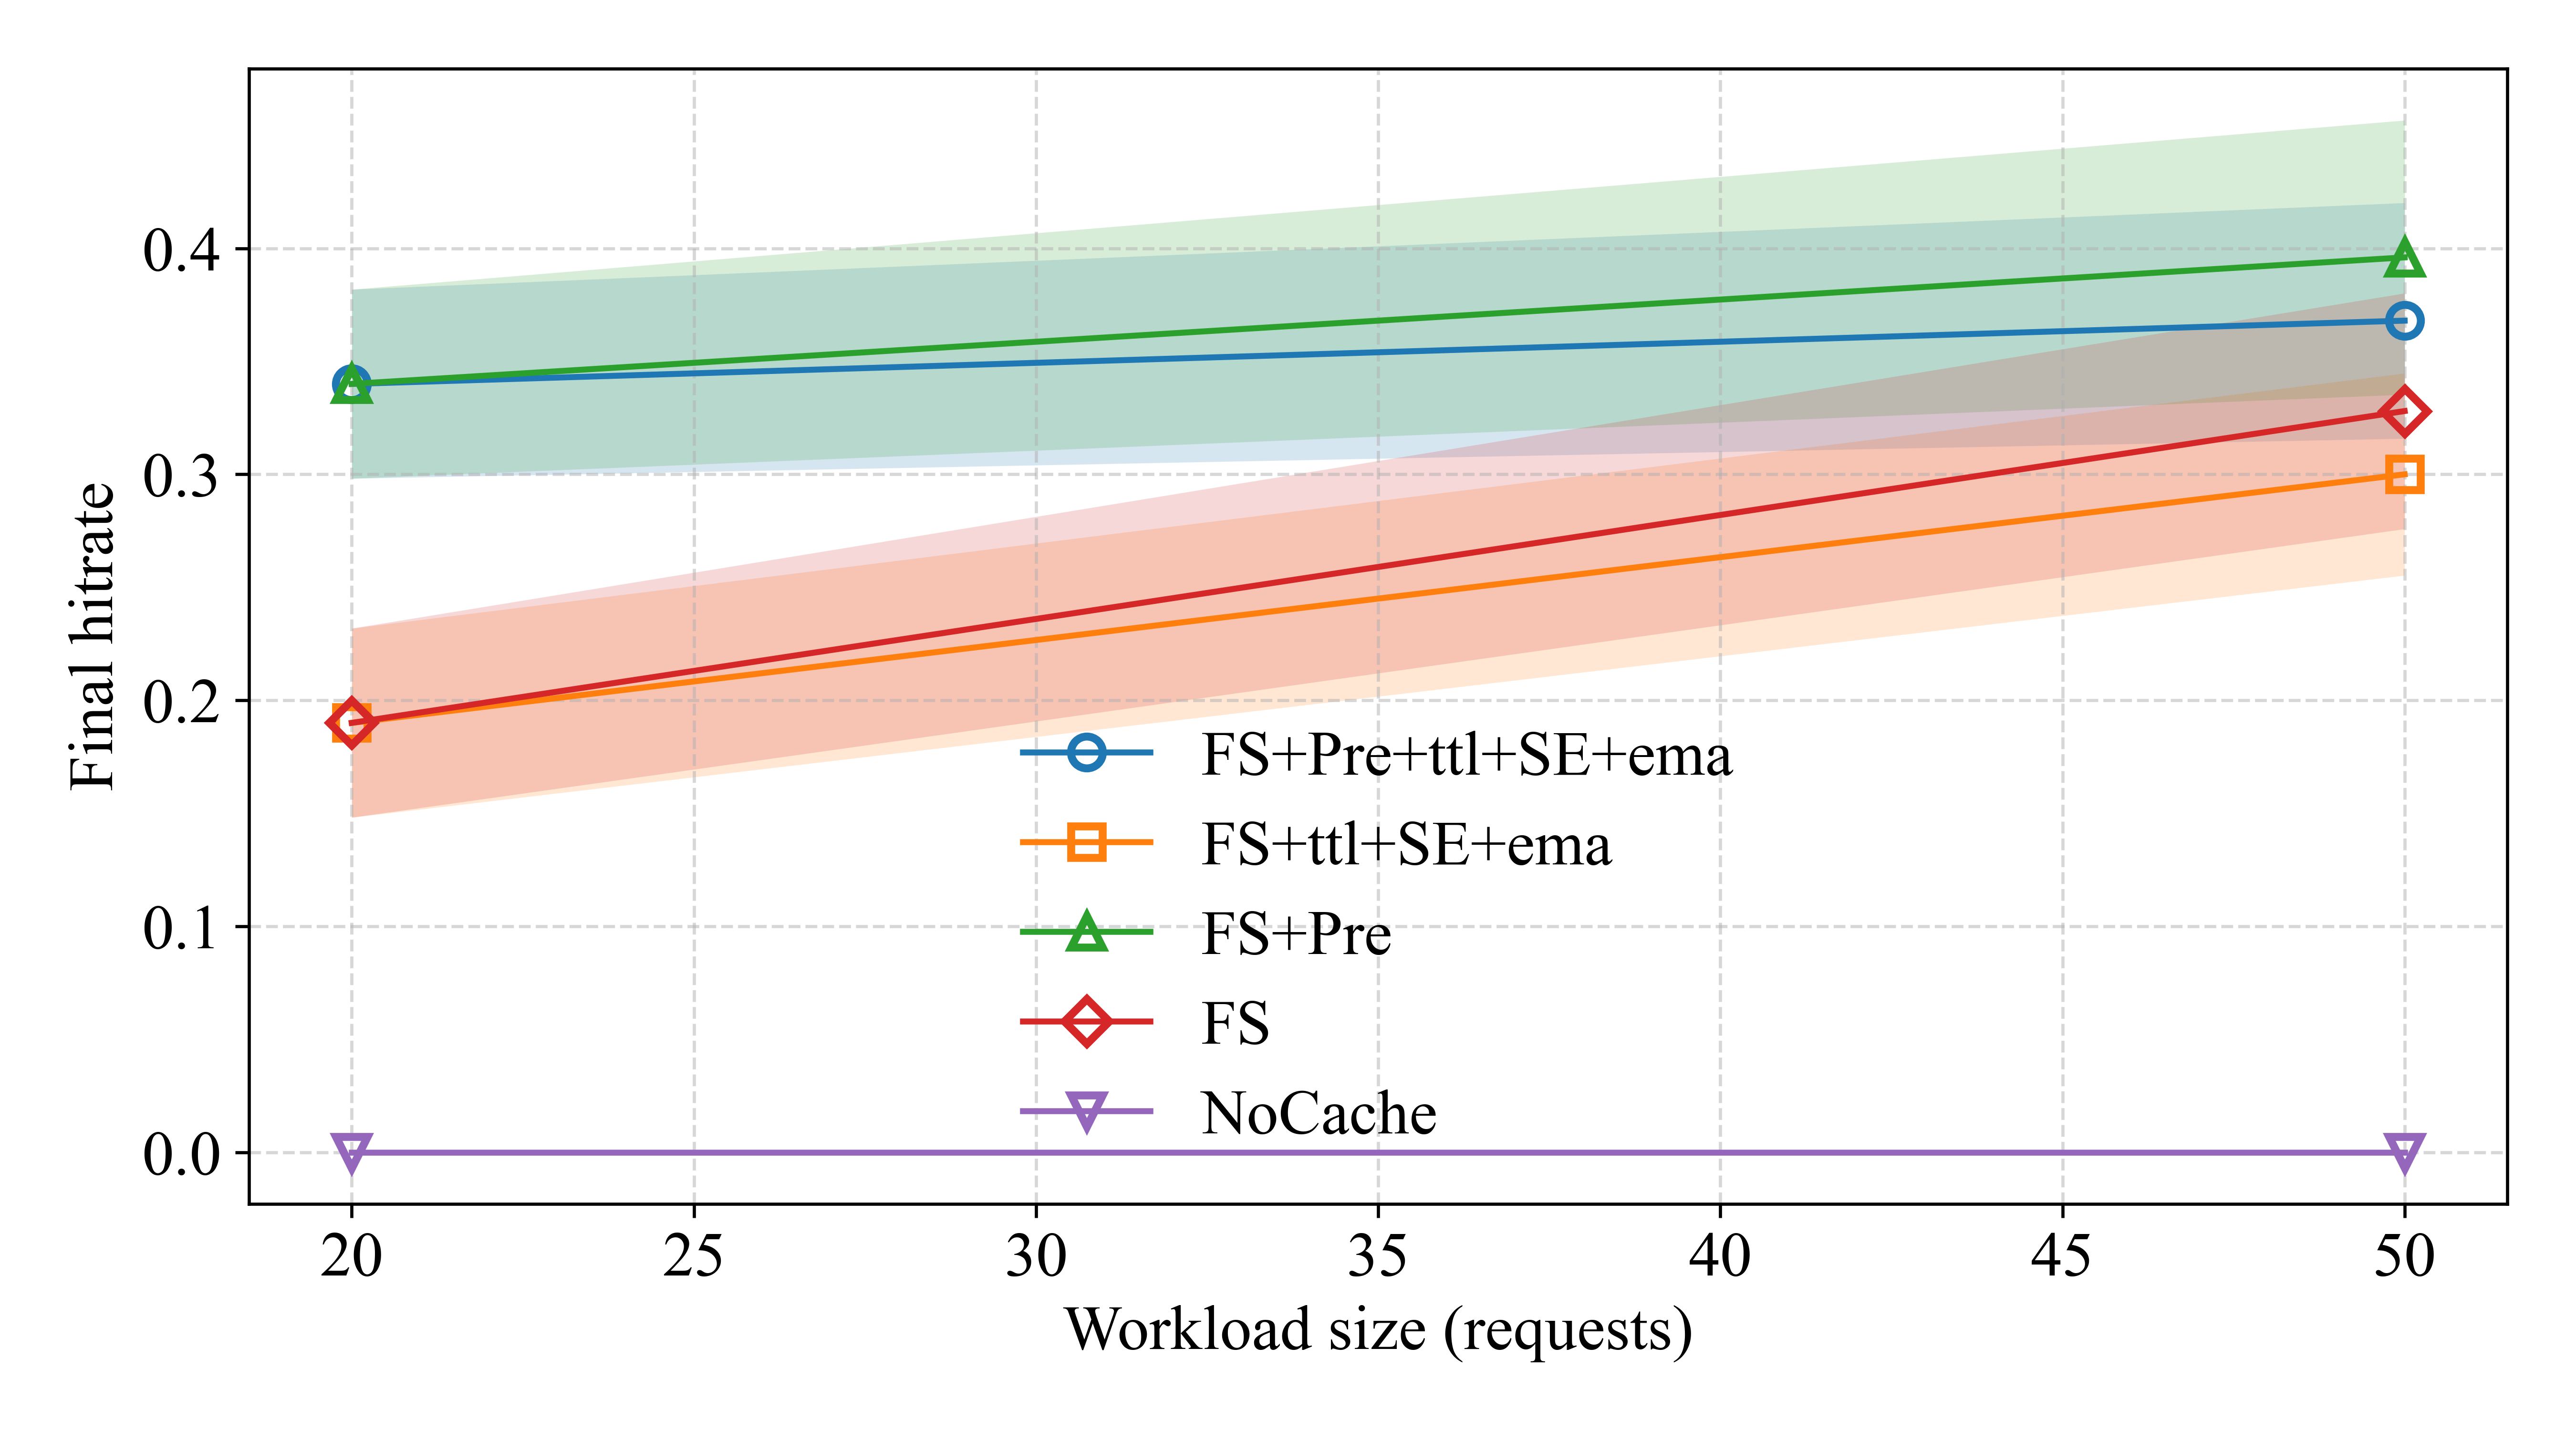 0.4
0.3
0.2
0.1
0.0
Final hitrate
FS+Pre+ttl+SE+ema
FS+ttl+SE+ema
FS+Pre
FS
NoCache
20 25 30 35 40 45 50
Workload size (requests)